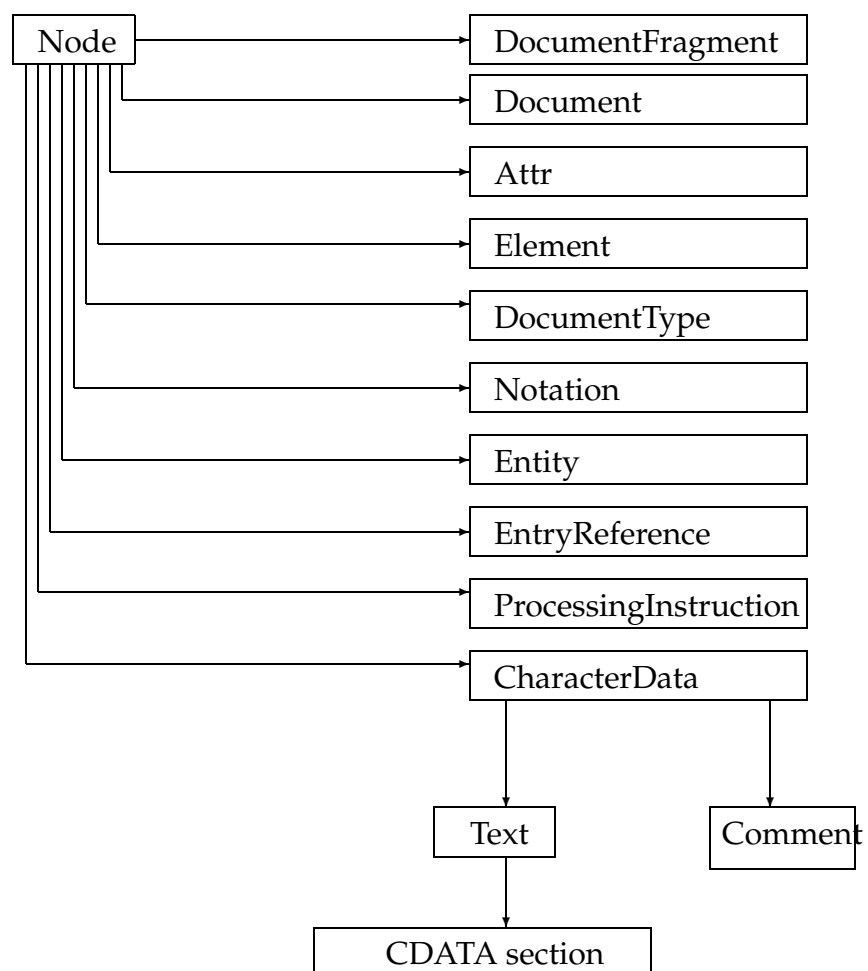 Node
DocumentFragment
Document
Attr
Element
DocumentType
Notation
Entity
EntryReference
ProcessingInstruction
CharacterData
Text
Comment
CDATA section